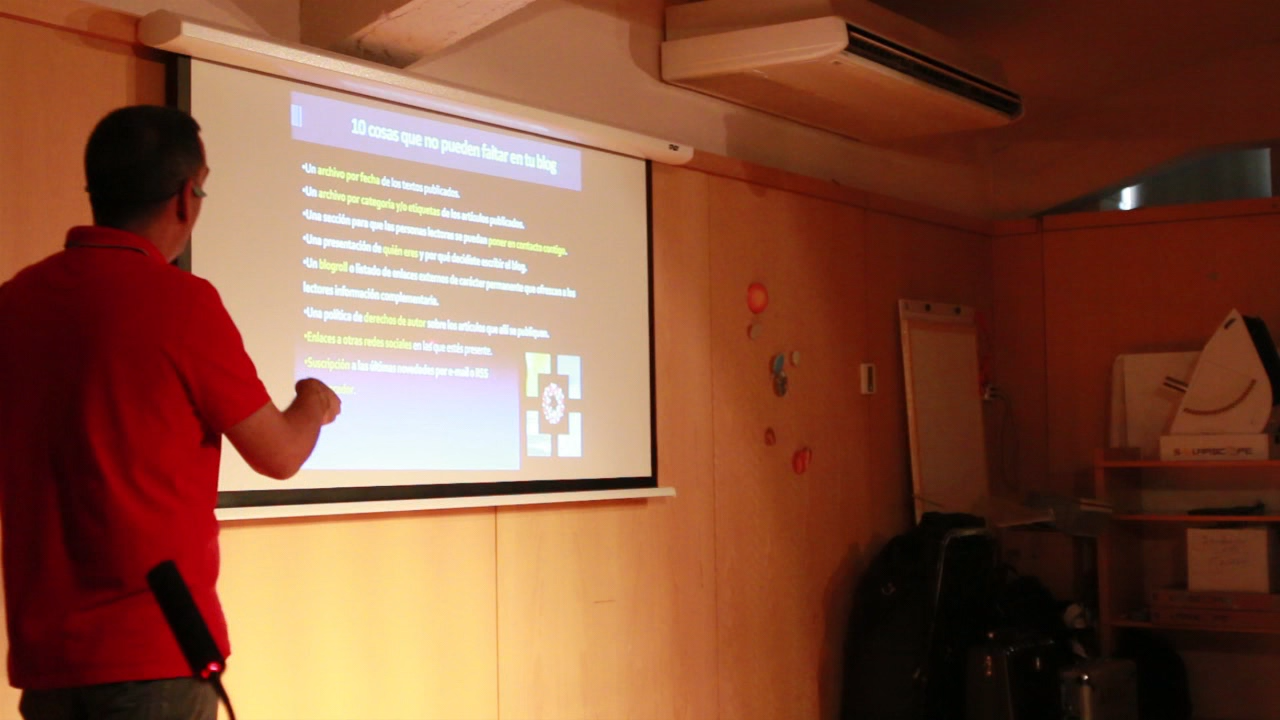 10 cosas que no pueden faltar en tu blog
•Un archivo por fecha de los textos publicados.
•Un archivo por categoría y/o etiquetas de los artículos publicados.
•Una sección para que las personas lectoras se puedan poner en contacto contigo.
•Una presentación de quién eres y por qué decidiste escribir el blog.
•Un blogroll o listado de enlaces externos de carácter permanente que ofrezcan a los
lectores información complementaria.
•Una política de derechos de autor sobre los artículos que allí se publiquen.
•Enlaces a otras redes sociales en las que estés presente.
•Suscripción a las últimas novedades por e-mail o RSS
SOLARSCOPE